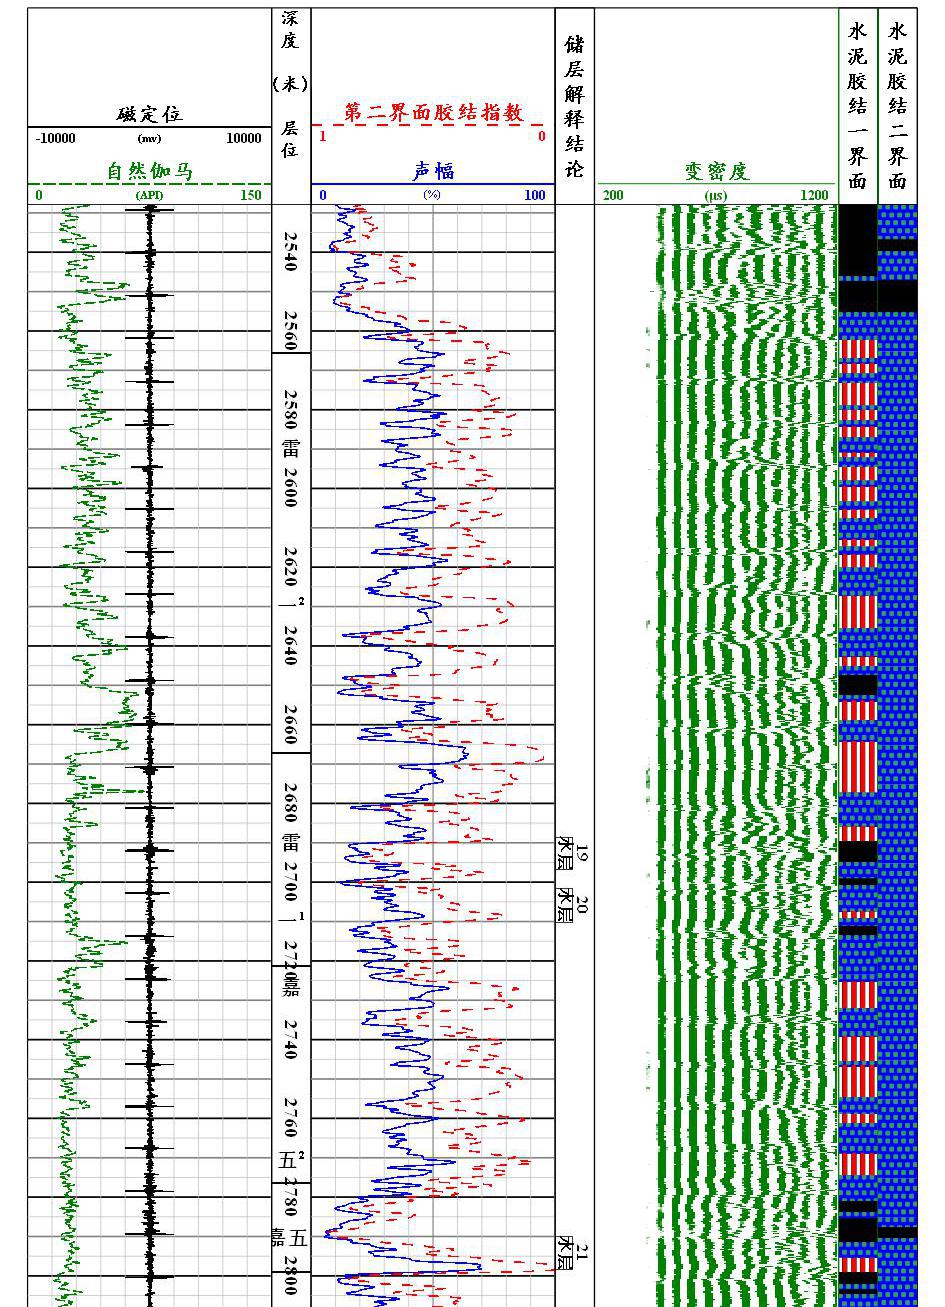 磁定位
-10000 (mv) 10000
自然伽马
0 (API) 150
深度
(米)
层位
第二界面胶结指数
1 0
声幅
0 (%) 100
储层解释结论
变密度
200 (μs) 1200
水泥胶结一界面
水泥胶结二界面
2540
2560
2580
雷
2600
2620
一²
2640
2660
2680
雷
19
水层
2700
20
水层
一¹
2720
嘉
2740
2760
五²
2780
嘉五
21
水层
2800